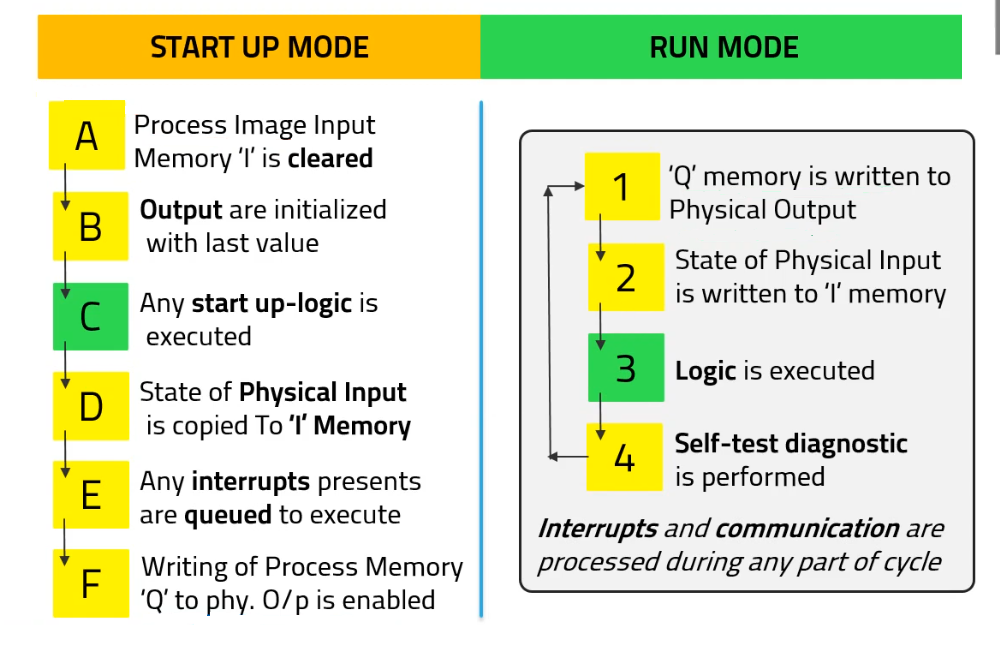 START UP MODE
RUN MODE
A
Process Image Input
Memory ‘I’ is cleared
B
Output are initialized
with last value
C
Any start up-logic is
executed
D
State of Physical Input
is copied To ‘I’ Memory
E
Any interrupts presents
are queued to execute
F
Writing of Process Memory
‘Q’ to phy. O/p is enabled
1
‘Q’ memory is written to
Physical Output
2
State of Physical Input
is written to ‘I’ memory
3
Logic is executed
4
Self-test diagnostic
is performed
Interrupts and communication are
processed during any part of cycle